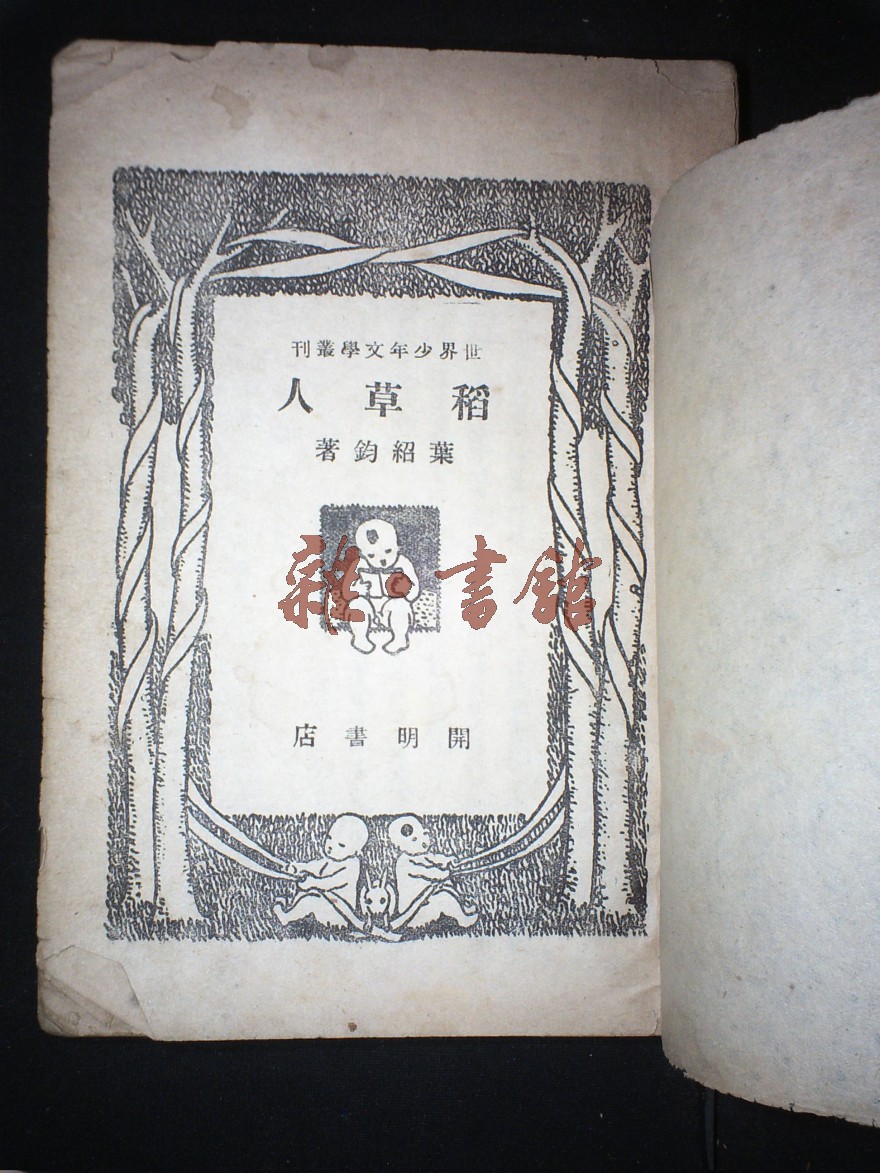 世界少年文學叢刊
稻草人
葉紹鈞著
雜·書館
開明書店